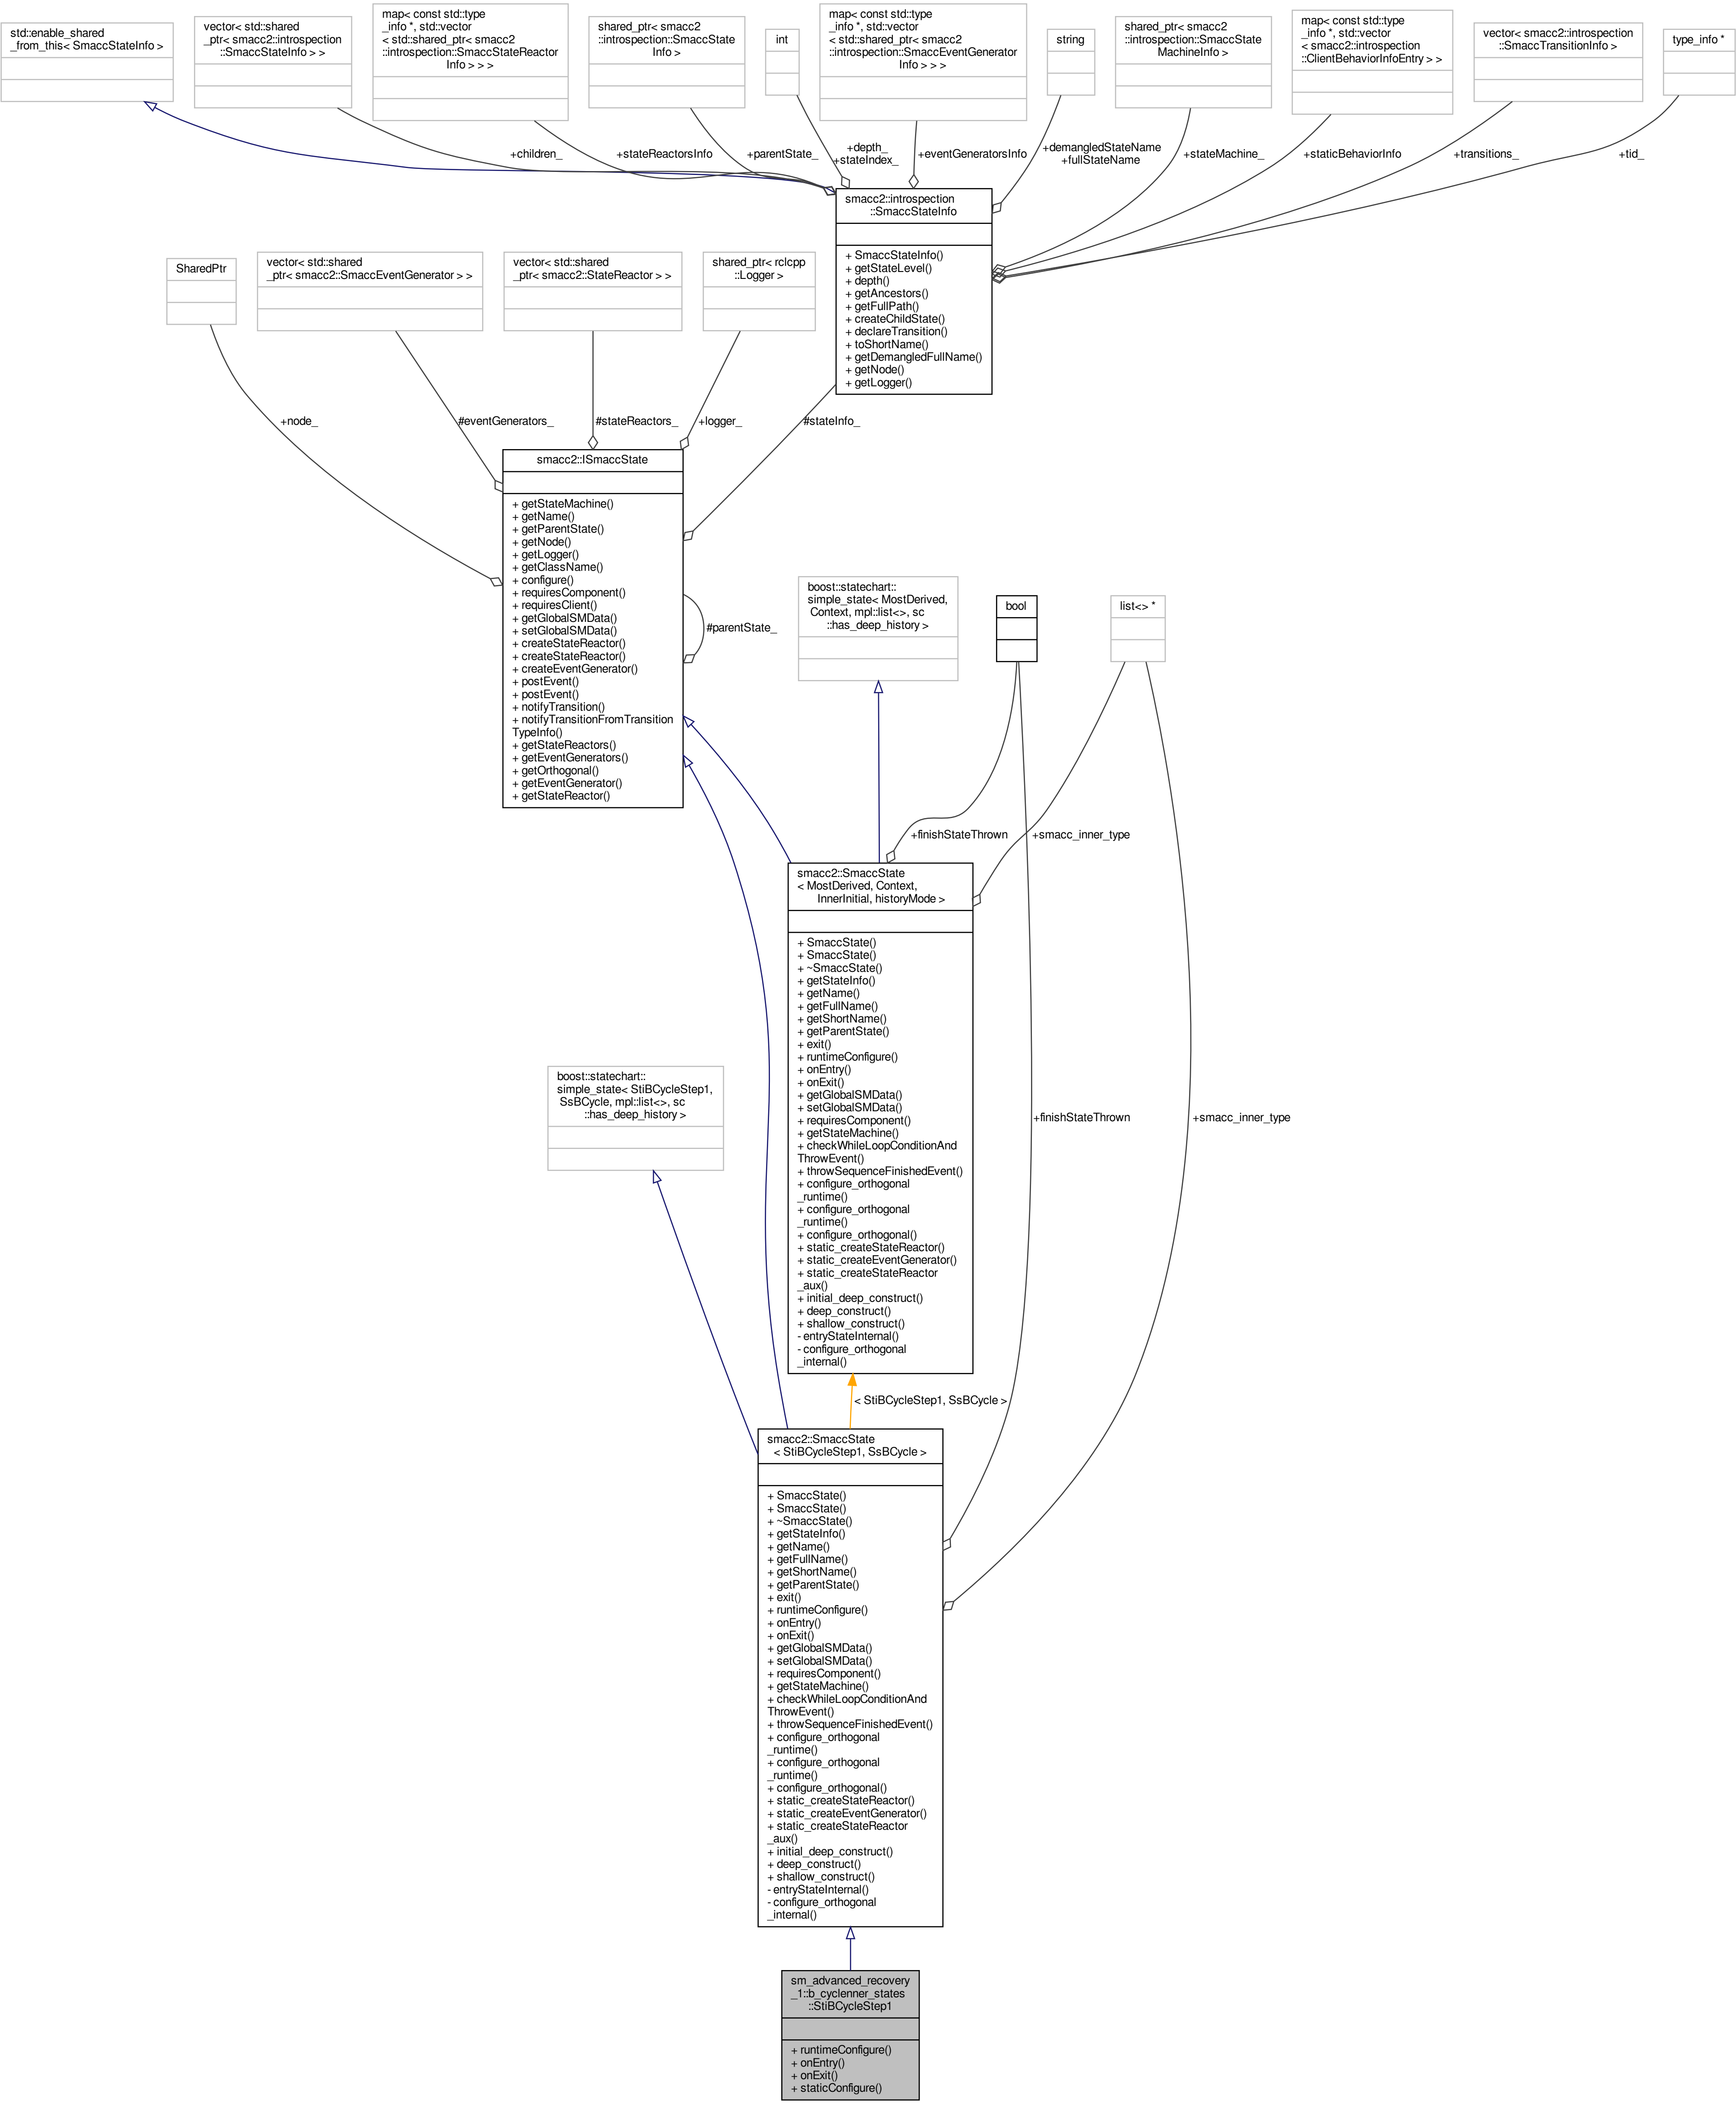 std::enable_shared
_from_this< SmaccStateInfo >
vector< std::shared
_ptr< smacc2::introspection
::SmaccStateInfo > >
map< const std::type
_info *, std::vector
< std::shared_ptr< smacc2
::introspection::SmaccStateReactor
Info > > >
shared_ptr< smacc2
::introspection::SmaccState
Info >
int
map< const std::type
_info *, std::vector
< std::shared_ptr< smacc2
::introspection::SmaccEventGenerator
Info > > >
string
shared_ptr< smacc2
::introspection::SmaccState
MachineInfo >
map< const std::type
_info *, std::vector
< smacc2::introspection
::ClientBehaviorInfoEntry > >
vector< smacc2::introspection
::SmaccTransitionInfo >
type_info *
+children_
+stateReactorsInfo
+parentState_
+depth_
+stateIndex_
+eventGeneratorsInfo
+demangledStateName
+fullStateName
+stateMachine_
+staticBehaviorInfo
+transitions_
+tid_
smacc2::introspection
::SmaccStateInfo
+ SmaccStateInfo()
+ getStateLevel()
+ depth()
+ getAncestors()
+ getFullPath()
+ createChildState()
+ declareTransition()
+ toShortName()
+ getDemangledFullName()
+ getNode()
+ getLogger()
SharedPtr
vector< std::shared
_ptr< smacc2::SmaccEventGenerator > >
vector< std::shared
_ptr< smacc2::StateReactor > >
shared_ptr< rclcpp
::Logger >
+node_
#eventGenerators_
#stateReactors_
+logger_
#stateInfo_
smacc2::ISmaccState
+ getStateMachine()
+ getName()
+ getParentState()
+ getNode()
+ getLogger()
+ getClassName()
+ configure()
+ requiresComponent()
+ requiresClient()
+ getGlobalSMData()
+ setGlobalSMData()
+ createStateReactor()
+ createStateReactor()
+ createEventGenerator()
+ postEvent()
+ postEvent()
+ notifyTransition()
+ notifyTransitionFromTransition
TypeInfo()
+ getStateReactors()
+ getEventGenerators()
+ getOrthogonal()
+ getEventGenerator()
+ getStateReactor()
#parentState_
boost::statechart::
simple_state< MostDerived,
Context, mpl::list<>, sc
::has_deep_history >
bool
list<> *
+finishStateThrown
+smacc_inner_type
smacc2::SmaccState
< MostDerived, Context,
InnerInitial, historyMode >
+ SmaccState()
+ SmaccState()
+ ~SmaccState()
+ getStateInfo()
+ getName()
+ getFullName()
+ getShortName()
+ getParentState()
+ exit()
+ runtimeConfigure()
+ onEntry()
+ onExit()
+ getGlobalSMData()
+ setGlobalSMData()
+ requiresComponent()
+ getStateMachine()
+ checkWhileLoopConditionAnd
ThrowEvent()
+ throwSequenceFinishedEvent()
+ configure_orthogonal
_runtime()
+ configure_orthogonal
_runtime()
+ configure_orthogonal()
+ static_createStateReactor()
+ static_createEventGenerator()
+ static_createStateReactor
_aux()
+ initial_deep_construct()
+ deep_construct()
+ shallow_construct()
- entryStateInternal()
- configure_orthogonal
_internal()
boost::statechart::
simple_state< StiBCycleStep1,
SsBCycle, mpl::list<>, sc
::has_deep_history >
+finishStateThrown
+smacc_inner_type
< StiBCycleStep1, SsBCycle >
smacc2::SmaccState
< StiBCycleStep1, SsBCycle >
+ SmaccState()
+ SmaccState()
+ ~SmaccState()
+ getStateInfo()
+ getName()
+ getFullName()
+ getShortName()
+ getParentState()
+ exit()
+ runtimeConfigure()
+ onEntry()
+ onExit()
+ getGlobalSMData()
+ setGlobalSMData()
+ requiresComponent()
+ getStateMachine()
+ checkWhileLoopConditionAnd
ThrowEvent()
+ throwSequenceFinishedEvent()
+ configure_orthogonal
_runtime()
+ configure_orthogonal
_runtime()
+ configure_orthogonal()
+ static_createStateReactor()
+ static_createEventGenerator()
+ static_createStateReactor
_aux()
+ initial_deep_construct()
+ deep_construct()
+ shallow_construct()
- entryStateInternal()
- configure_orthogonal
_internal()
sm_advanced_recovery
_1::b_cyclenner_states
::StiBCycleStep1
+ runtimeConfigure()
+ onEntry()
+ onExit()
+ staticConfigure()